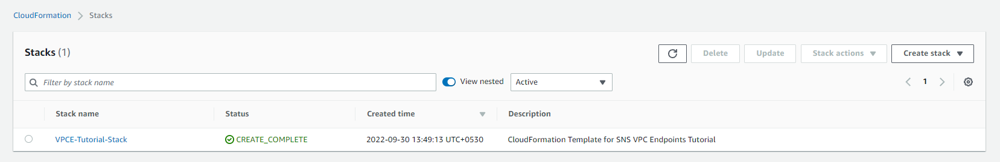 CloudFormation > Stacks
Stacks (1)
Delete
Update
Stack actions
Create stack
Filter by stack name
View nested
Active
1
Stack name Status Created time Description
VPCE-Tutorial-Stack CREATE_COMPLETE 2022-09-30 13:49:13 UTC+0530 CloudFormation Template for SNS VPC Endpoints Tutorial